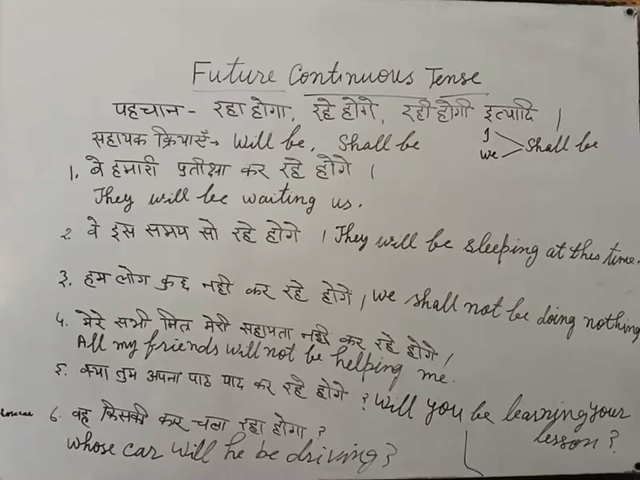 Future Continuous Tense
पहचान - रहा होगा, रहे होगे, रही होगी इत्यादि |
सहायक क्रियाएँ → Will be, Shall be I We > Shall be
1. वे हमारी प्रतीक्षा कर रहे होंगे |
They will be waiting us.
2. वे इस समय सो रहे होंगे | They will be sleeping at this time.
3. हम लोग कुछ नही कर रहे होंगे | We shall not be doing nothing
4. मेरे सभी मित्र मेरी सहायता नहीं कर रहे होंगे |
All my friends will not be helping me.
5. क्या तुम अपना पाठ याद कर रहे होंगे ? Will you be learning your lesson?
6. वह किसकी कार चला रहा होगा ?
Whose car will he be driving?